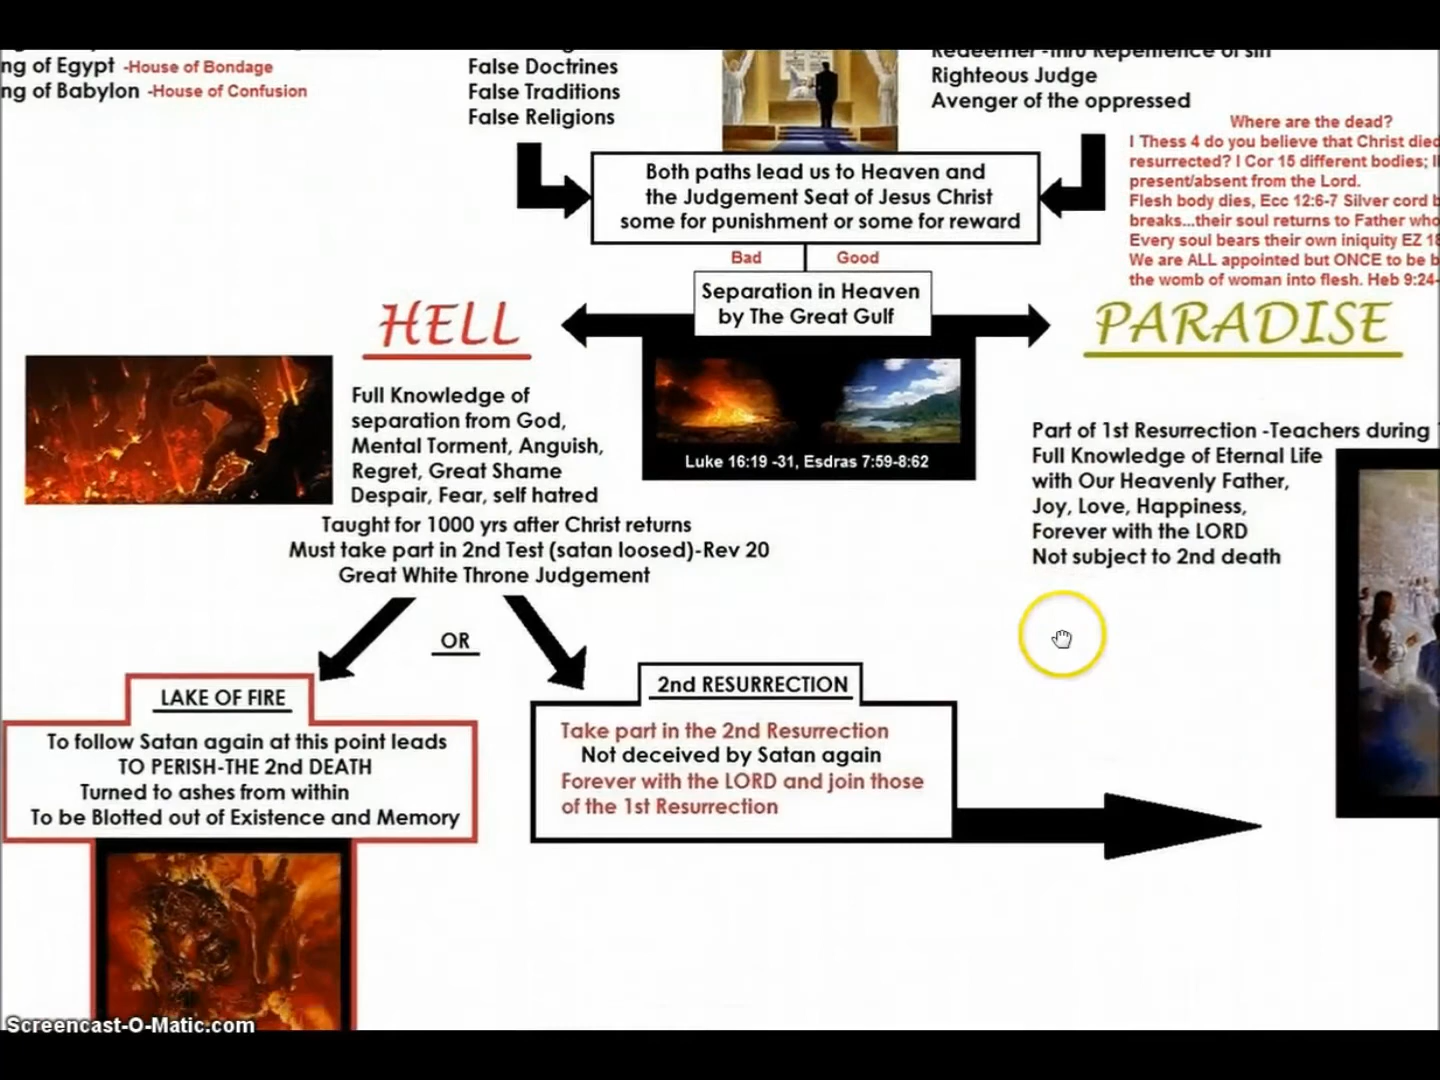 ng of Egypt -House of Bondage
ng of Babylon -House of Confusion
False Doctrines
False Traditions
False Religions
Redeemer -thru Repentence of sin
Righteous Judge
Avenger of the oppressed
Where are the dead?
I Thess 4 do you believe that Christ died
resurrected? I Cor 15 different bodies;
present/absent from the Lord.
Flesh body dies, Ecc 12:6-7 Silver cord
breaks...their soul returns to Father who
Every soul bears their own iniquity EZ 18
We are ALL appointed but ONCE to be
the womb of woman into flesh. Heb 9:24-
Both paths lead us to Heaven and
the Judgement Seat of Jesus Christ
some for punishment or some for reward
Bad Good
Separation in Heaven
by The Great Gulf
HELL
PARADISE
Luke 16:19 -31, Esdras 7:59-8:62
Full Knowledge of
separation from God,
Mental Torment, Anguish,
Regret, Great Shame
Despair, Fear, self hatred
Taught for 1000 yrs after Christ returns
Must take part in 2nd Test (satan loosed)-Rev 20
Great White Throne Judgement
Part of 1st Resurrection -Teachers during
Full Knowledge of Eternal Life
with Our Heavenly Father,
Joy, Love, Happiness,
Forever with the LORD
Not subject to 2nd death
OR
LAKE OF FIRE
To follow Satan again at this point leads
TO PERISH-THE 2nd DEATH
Turned to ashes from within
To be Blotted out of Existence and Memory
2nd RESURRECTION
Take part in the 2nd Resurrection
Not deceived by Satan again
Forever with the LORD and join those
of the 1st Resurrection
Screencast-O-Matic.com